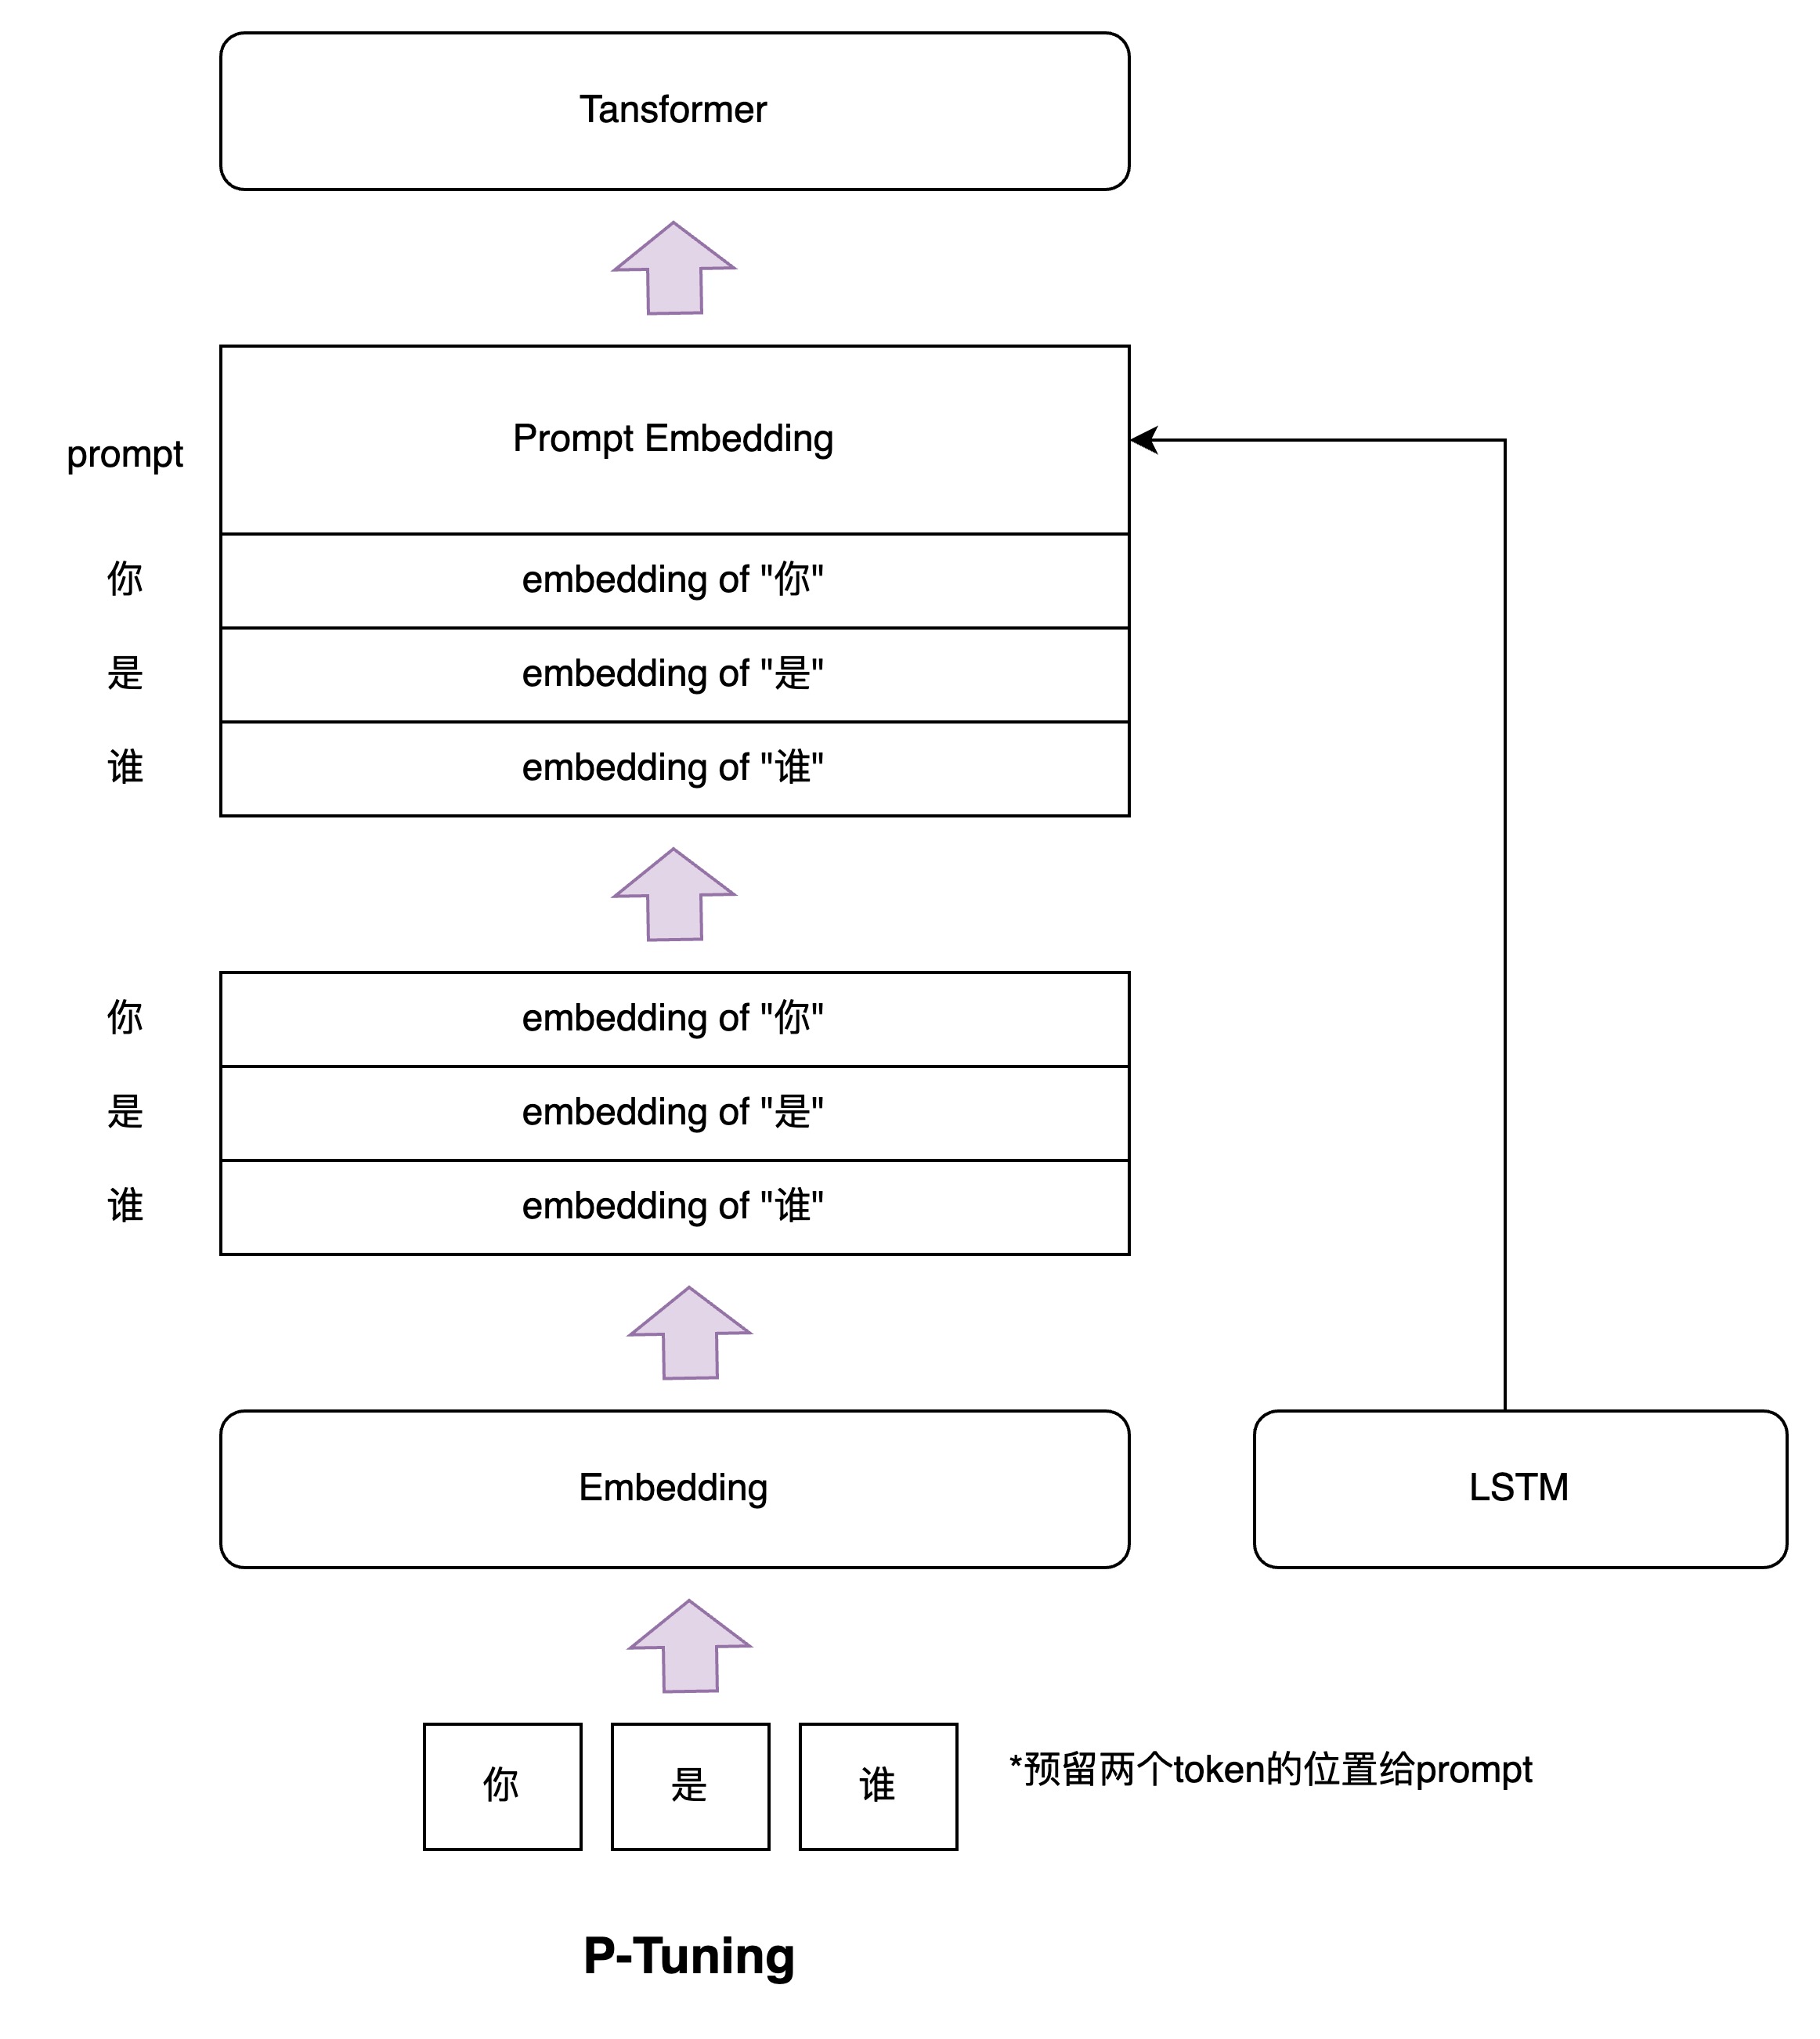 Tansformer
prompt
Prompt Embedding
你
embedding of "你"
是
embedding of "是"
谁
embedding of "谁"
你
embedding of "你"
是
embedding of "是"
谁
embedding of "谁"
Embedding
LSTM
你
是
谁
*预留两个token的位置给prompt
P-Tuning